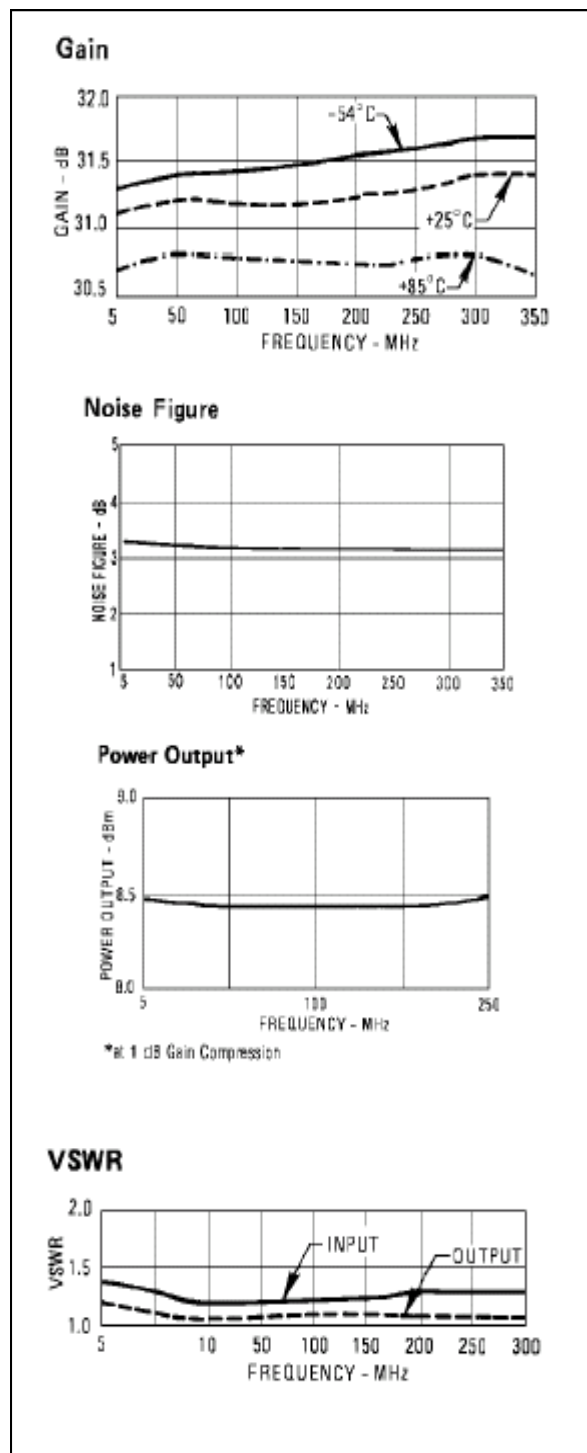 Gain
32.0
-54°C
31.5
GAIN - dB
31.0
+25°C
30.5
+85°C
5 50 100 150 200 250 300 350
FREQUENCY - MHz
Noise Figure
5
4
NOISE FIGURE - dB
3
2
1
5 50 100 150 200 250 300 350
FREQUENCY - MHz
Power Output*
9.0
POWER OUTPUT - dBm
8.5
8.0
5 100 250
FREQUENCY - MHz
*at 1 dB Gain Compression
VSWR
2.0
INPUT
OUTPUT
VSWR
1.5
1.0
5 10 50 100 150 200 250 300
FREQUENCY - MHz